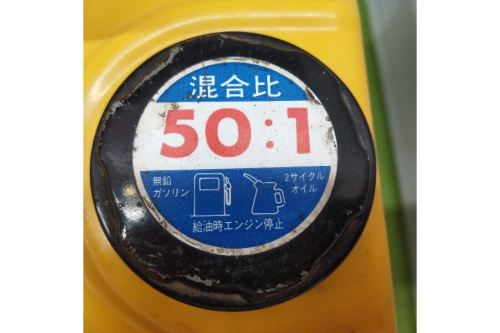 混合比
50:1
無鉛
ガソリン
2サイクル
オイル
給油時エンジン停止